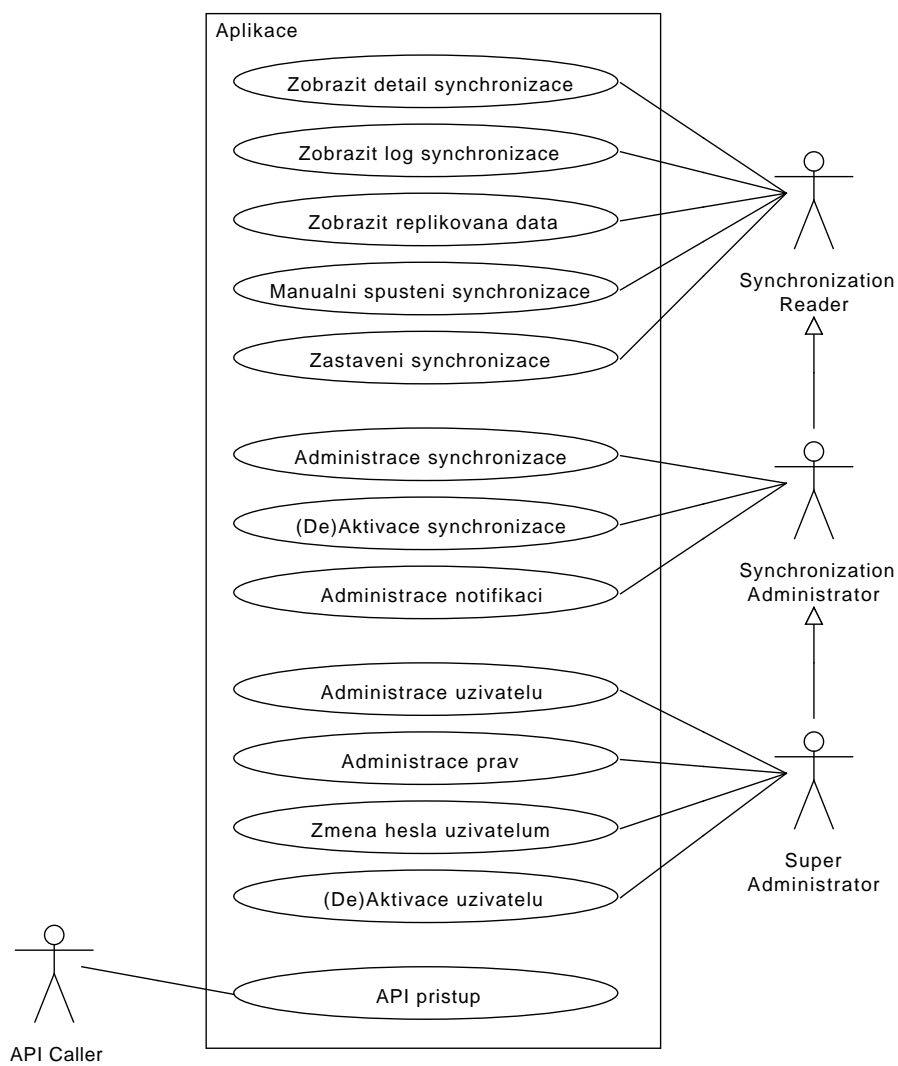 Aplikace
Zobrazit detail synchronizace
Zobrazit log synchronizace
Zobrazit replikovana data
Manualni spusteni synchronizace
Zastaveni synchronizace
Synchronization
Reader
Administrace synchronizace
(De)Aktivace synchronizace
Administrace notifikaci
Synchronization
Administrator
Administrace uzivatelu
Administrace prav
Zmena hesla uzivatelum
(De)Aktivace uzivatelu
Super
Administrator
API pristup
API Caller